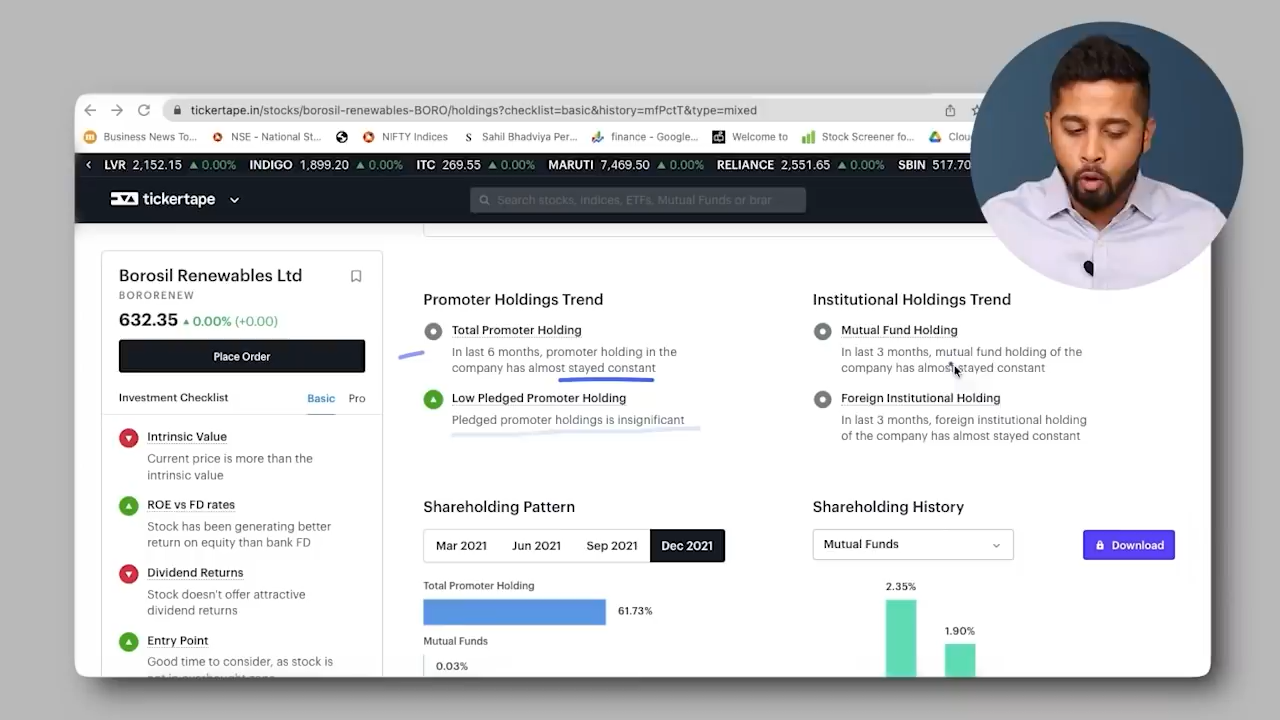 tickertape.in/stocks/borosil-renewables-BORO/holdings?checklist=basic&history=mfPctT&type=mixed
Business News To... NSE - National St... NIFTY Indices Sahil Bhadviya Per... finance - Google... Welcome to Stock Screener fo... Clou
LVR 2,152.15 0.00% INDIGO 1,899.20 0.00% ITC 269.55 0.00% MARUTI 7,469.50 0.00% RELIANCE 2,551.65 0.00% SBIN 517.70
tickertape
Search stocks, indices, ETFs, Mutual Funds or brar
Borosil Renewables Ltd
BORORENEW
632.35 0.00% (+0.00)
Place Order
Investment Checklist Basic Pro
Intrinsic Value
Current price is more than the
intrinsic value
ROE vs FD rates
Stock has been generating better
return on equity than bank FD
Dividend Returns
Stock doesn't offer attractive
dividend returns
Entry Point
Good time to consider, as stock is
Promoter Holdings Trend
Total Promoter Holding
In last 6 months, promoter holding in the
company has almost stayed constant
Low Pledged Promoter Holding
Pledged promoter holdings is insignificant
Institutional Holdings Trend
Mutual Fund Holding
In last 3 months, mutual fund holding of the
company has almost stayed constant
Foreign Institutional Holding
In last 3 months, foreign institutional holding
of the company has almost stayed constant
Shareholding Pattern
Mar 2021 Jun 2021 Sep 2021 Dec 2021
Total Promoter Holding
61.73%
Mutual Funds
0.03%
Shareholding History
Mutual Funds
Download
2.35%
1.90%